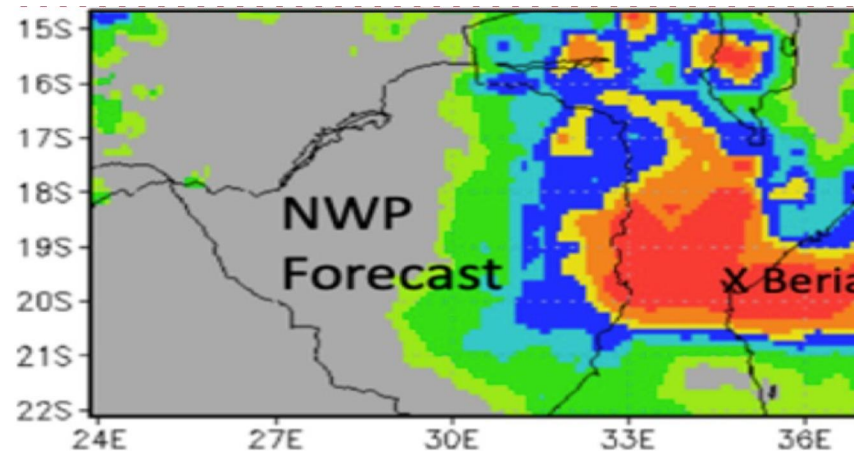 15S
16S
17S
18S
NWP
19S
Forecast
X Beria
20S
21S
22S
24E 27E 30E 33E 36E